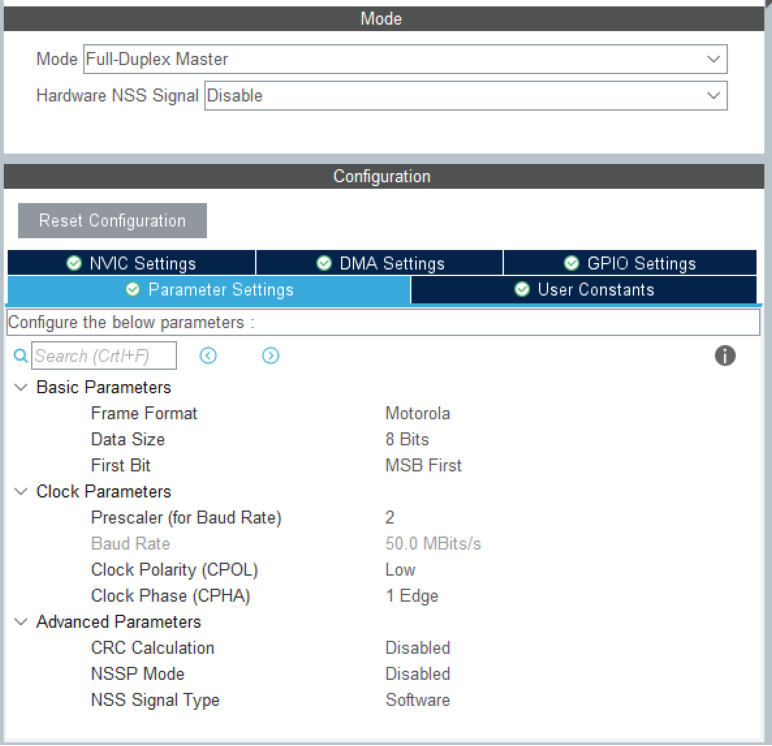 Mode
Mode Full-Duplex Master
Hardware NSS Signal Disable
Configuration
Reset Configuration
NVIC Settings DMA Settings GPIO Settings
Parameter Settings User Constants
Configure the below parameters :
Search (Crtl+F)
Basic Parameters
Frame Format Motorola
Data Size 8 Bits
First Bit MSB First
Clock Parameters
Prescaler (for Baud Rate) 2
Baud Rate 50.0 MBits/s
Clock Polarity (CPOL) Low
Clock Phase (CPHA) 1 Edge
Advanced Parameters
CRC Calculation Disabled
NSSP Mode Disabled
NSS Signal Type Software